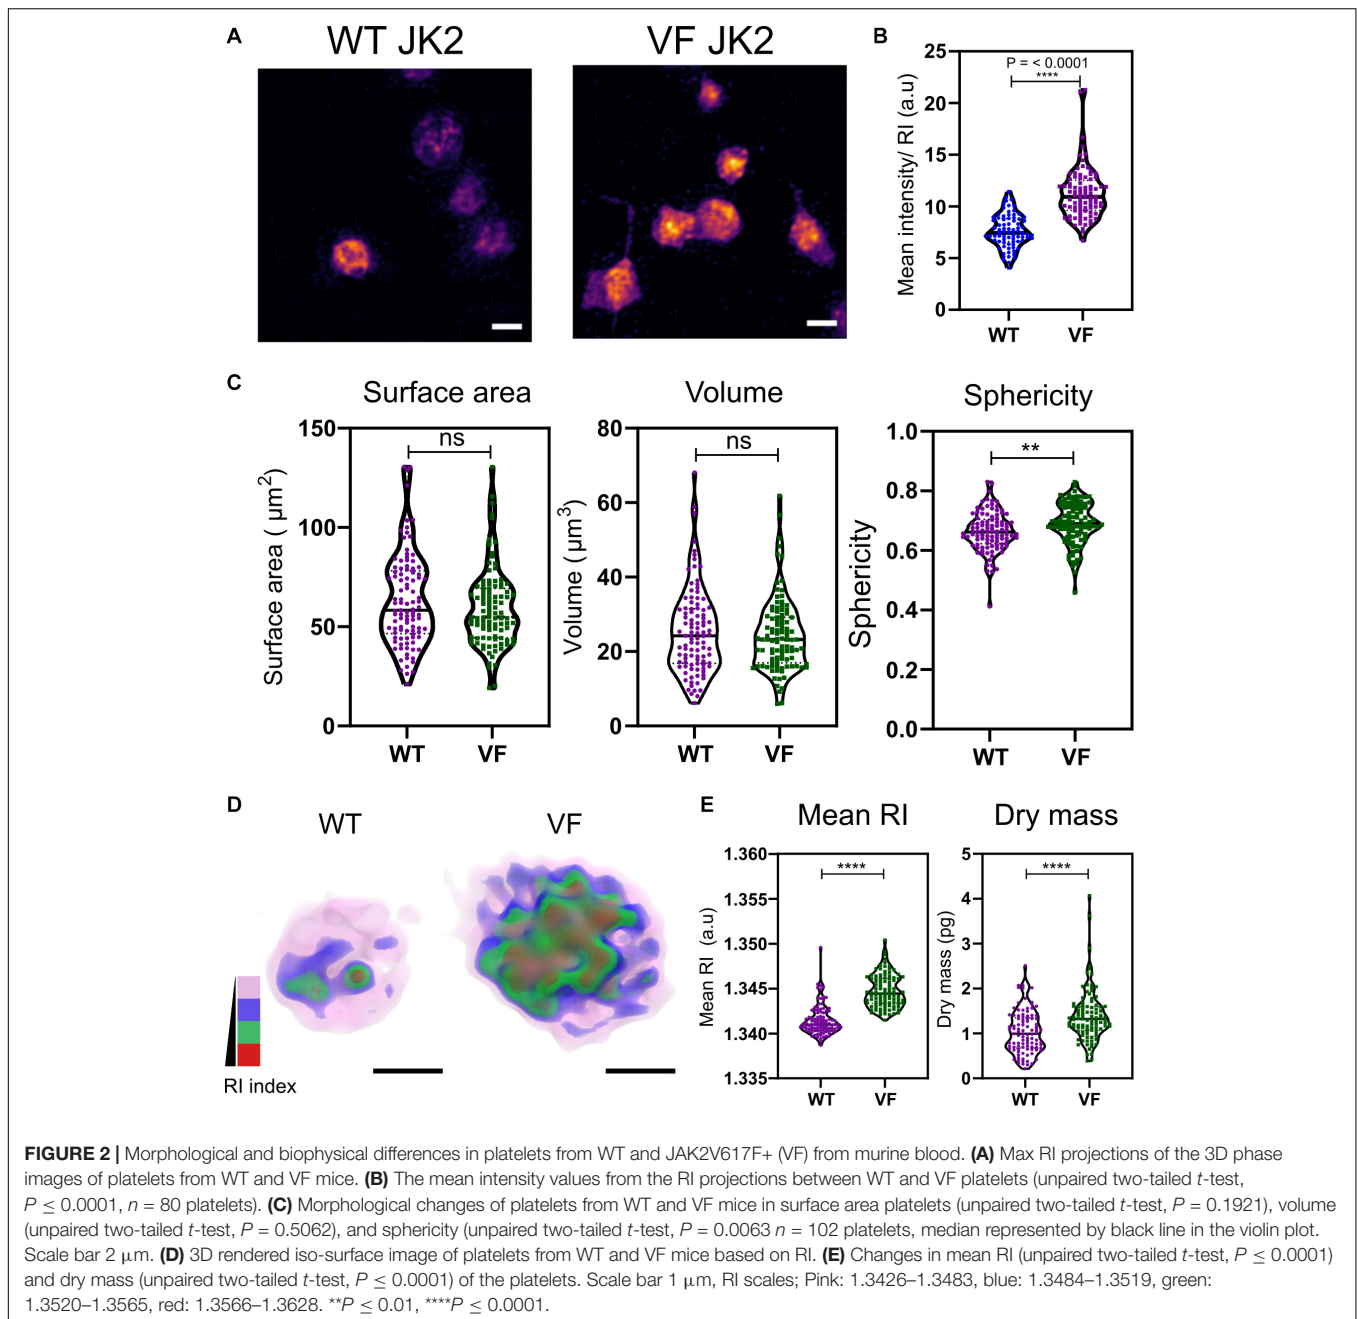 A
WT JK2
VF JK2
B
25
20
15
10
5
0
Mean intensity/ RI (a.u)
P = < 0.0001
****
WT
VF
C
Surface area
150
100
50
0
Surface area ( µm²)
ns
WT
VF
Volume
80
60
40
20
0
Volume ( µm³)
ns
WT
VF
Sphericity
1.0
0.8
0.6
0.4
0.2
0.0
Sphericity
**
WT
VF
D
WT
VF
RI index
E
Mean RI
1.360
1.355
1.350
1.345
1.340
1.335
Mean RI (a.u)
****
WT
VF
Dry mass
5
4
3
2
1
0
Dry mass (pg)
****
WT
VF
FIGURE 2 | Morphological and biophysical differences in platelets from WT and JAK2V617F+ (VF) from murine blood. (A) Max RI projections of the 3D phase
images of platelets from WT and VF mice. (B) The mean intensity values from the RI projections between WT and VF platelets (unpaired two-tailed t-test,
P ≤ 0.0001, n = 80 platelets). (C) Morphological changes of platelets from WT and VF mice in surface area platelets (unpaired two-tailed t-test, P = 0.1921), volume
(unpaired two-tailed t-test, P = 0.5062), and sphericity (unpaired two-tailed t-test, P = 0.0063 n = 102 platelets, median represented by black line in the violin plot.
Scale bar 2 µm. (D) 3D rendered iso-surface image of platelets from WT and VF mice based on RI. (E) Changes in mean RI (unpaired two-tailed t-test, P ≤ 0.0001)
and dry mass (unpaired two-tailed t-test, P ≤ 0.0001) of the platelets. Scale bar 1 µm, RI scales; Pink: 1.3426–1.3483, blue: 1.3484–1.3519, green:
1.3520–1.3565, red: 1.3566–1.3628. **P ≤ 0.01, ****P ≤ 0.0001.